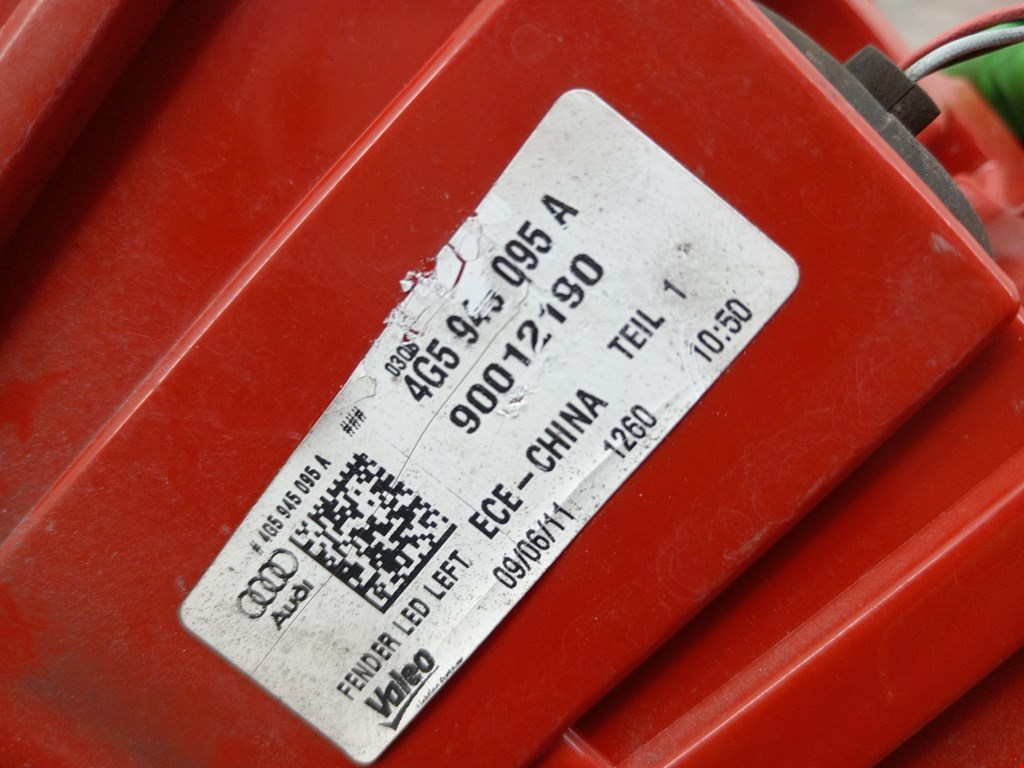 # 4G5 945 095 A
###
0306
4G5 945 095 A
90012190
Audi
ECE-CHINA TEIL 1
FENDER LED LEFT
09/06/11 1260 10:50
Valeo